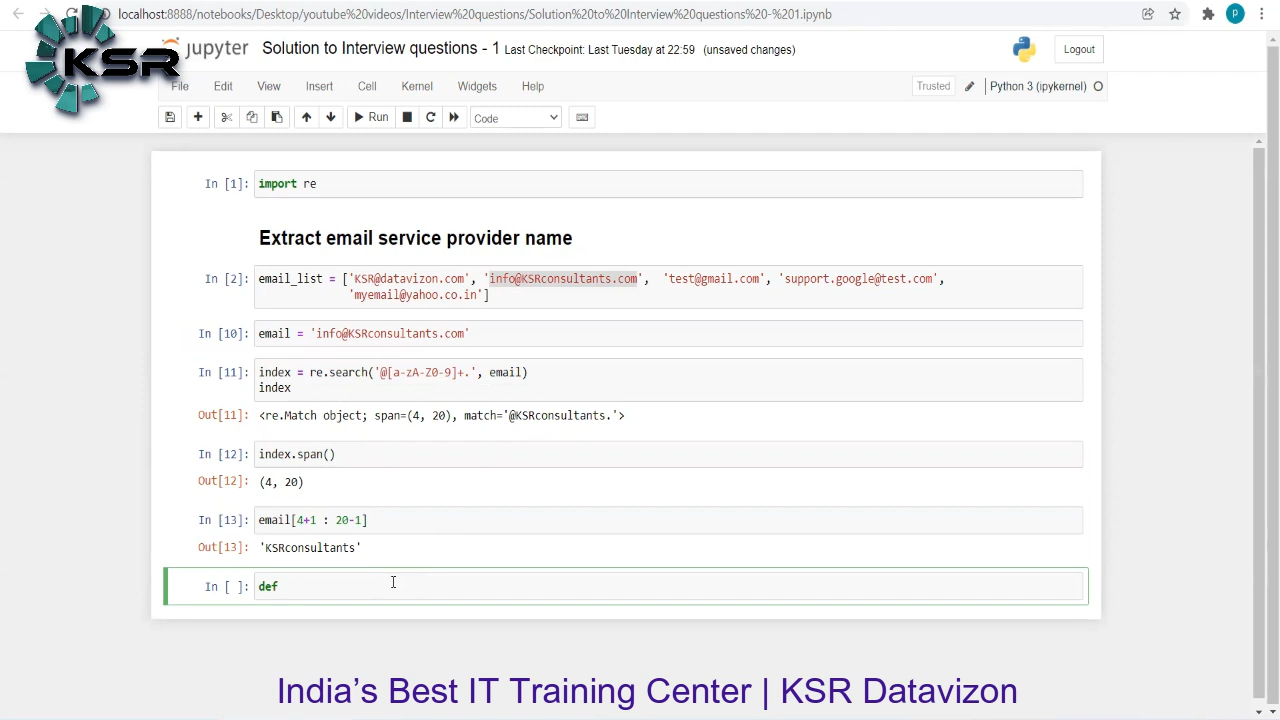 localhost:8888/notebooks/Desktop/youtube%20videos/Interview%20questions/Solution%20to%20Interview%20questions%20-%201.ipynb
KSR
jupyter Solution to Interview questions - 1 Last Checkpoint: Last Tuesday at 22:59 (unsaved changes)
Logout
File Edit View Insert Cell Kernel Widgets Help
Trusted Python 3 (ipykernel)
Run Code
In [1]: import re
Extract email service provider name
In [2]: email_list = ['KSR@datavizon.com', 'info@KSRconsultants.com', 'test@gmail.com', 'support.google@test.com',
'myemail@yahoo.co.in']
In [10]: email = 'info@KSRconsultants.com'
In [11]: index = re.search('@[a-zA-Z0-9]+.', email)
index
Out[11]: <re.Match object; span=(4, 20), match='@KSRconsultants.'>
In [12]: index.span()
Out[12]: (4, 20)
In [13]: email[4+1 : 20-1]
Out[13]: 'KSRconsultants'
In [ ]: def
India's Best IT Training Center | KSR Datavizon